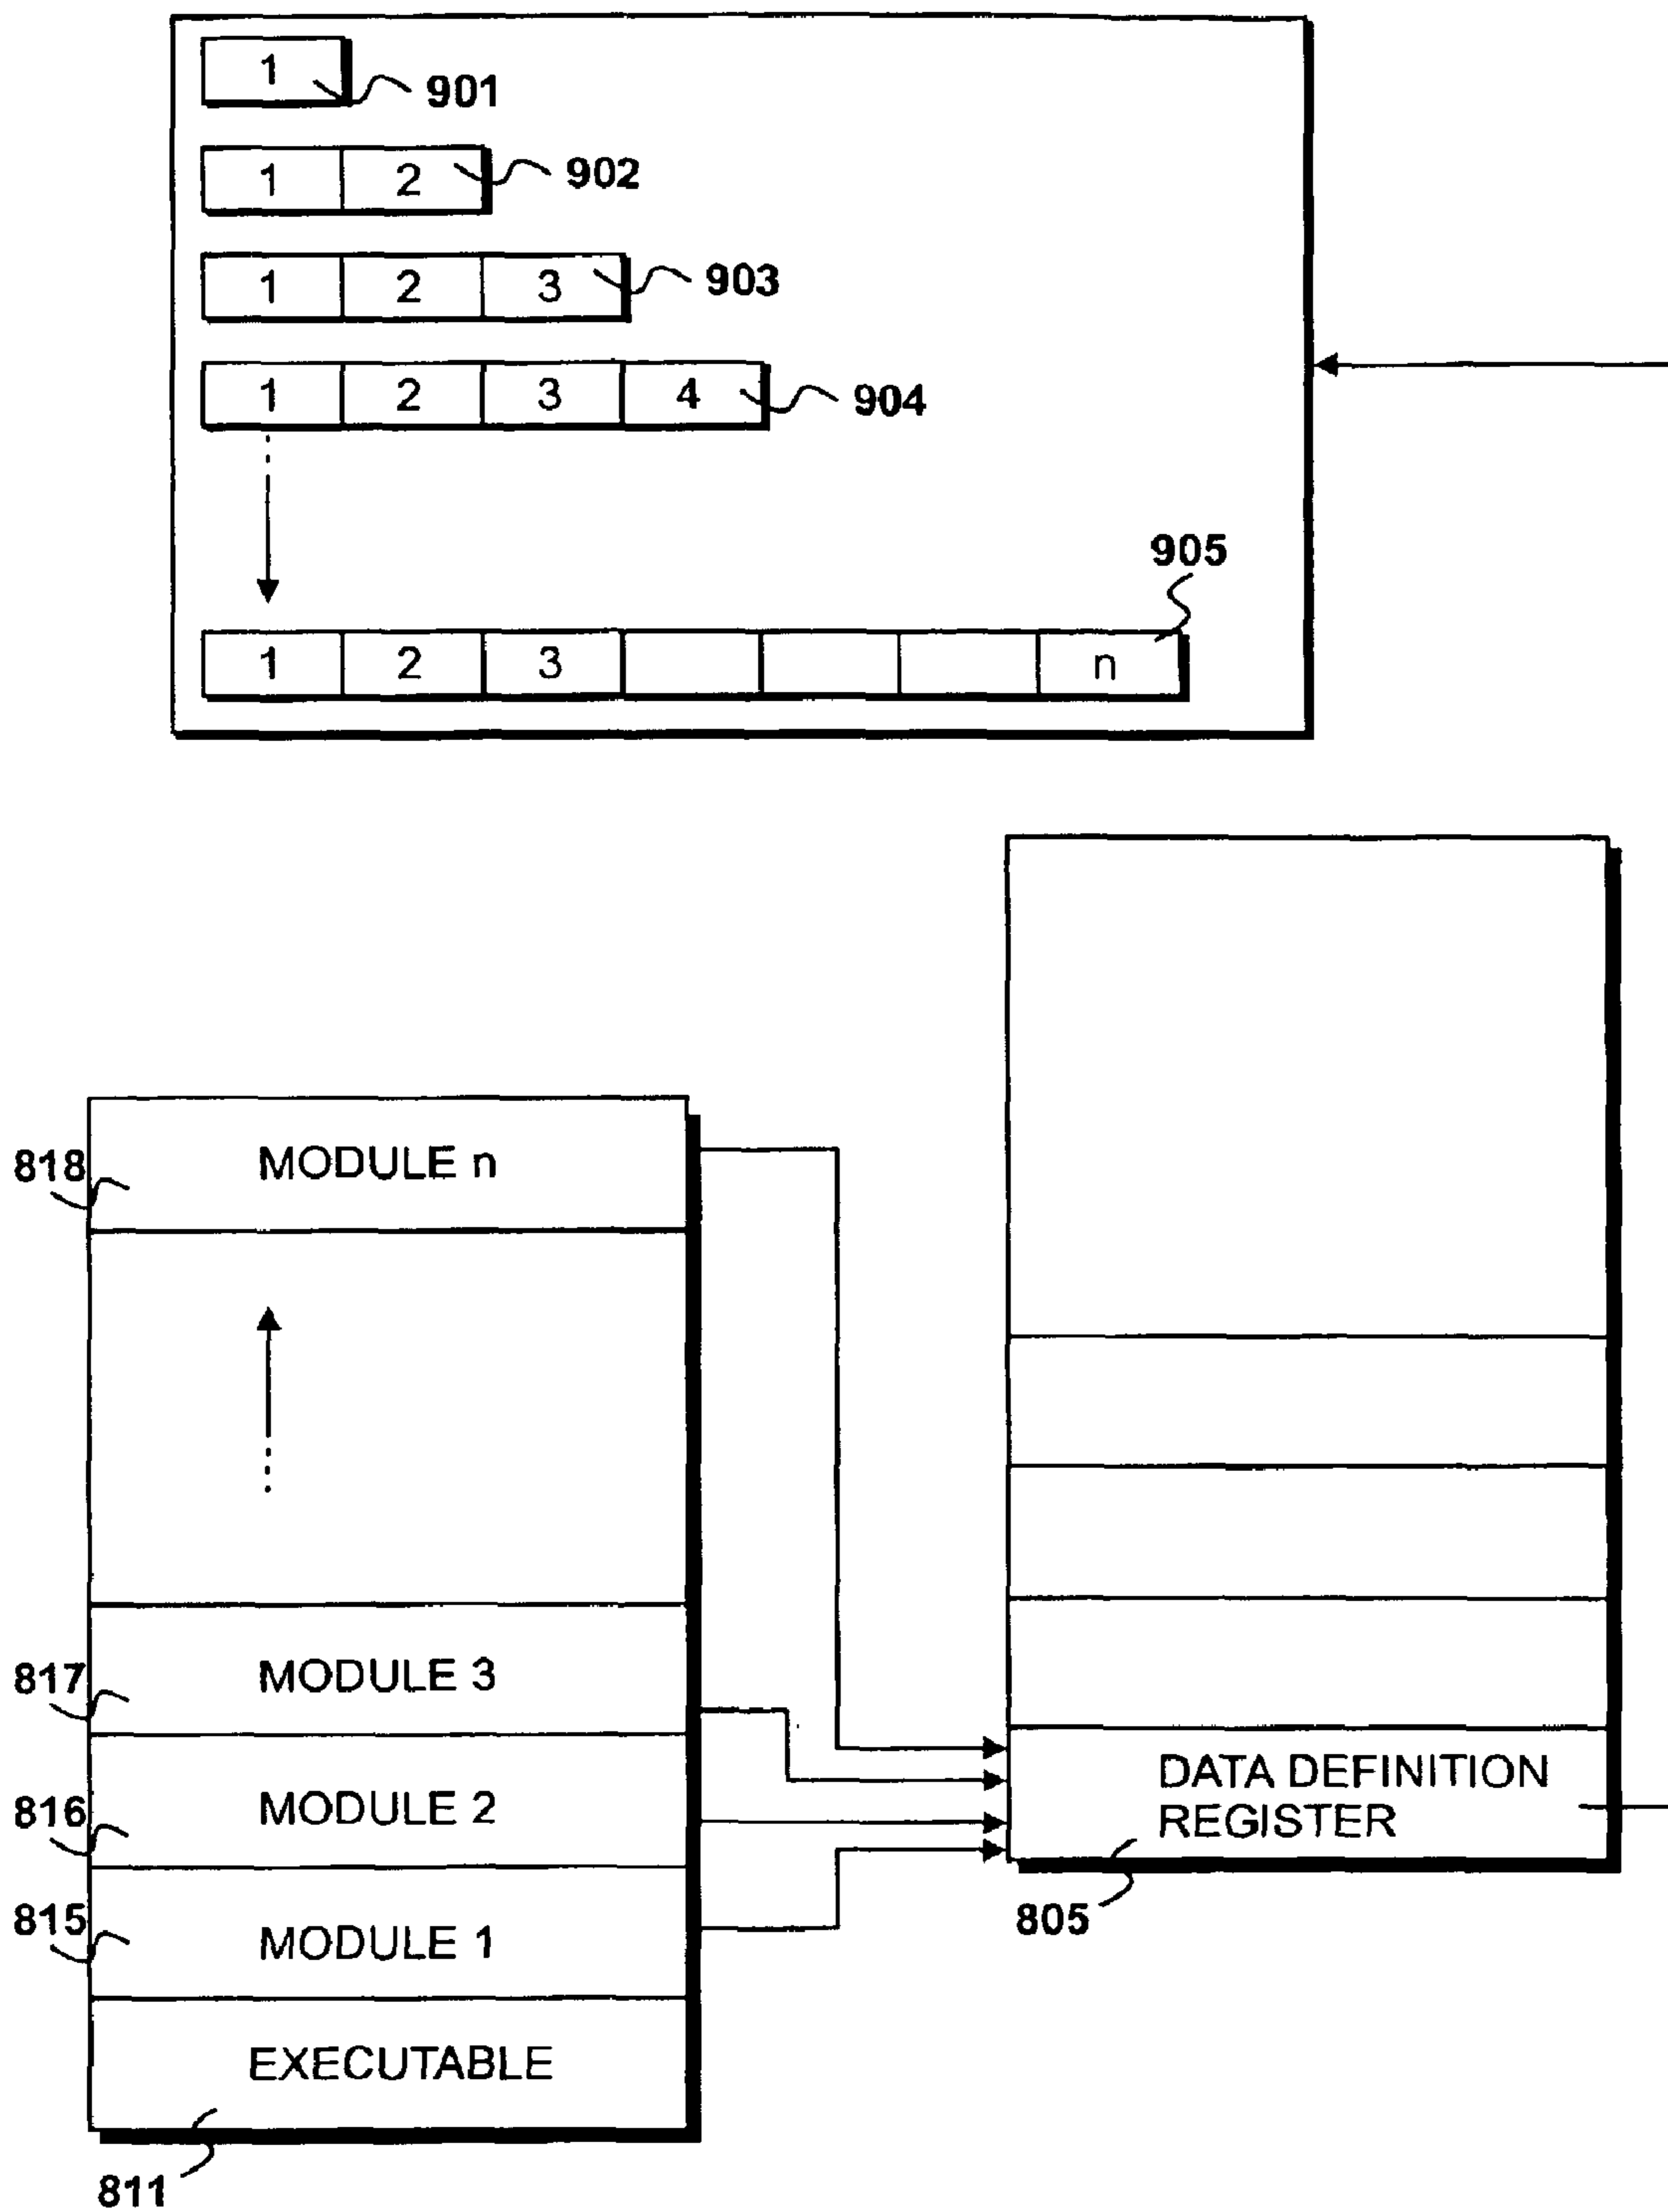 1
901
1 2
902
1 2 3
903
1 2 3 4
904
905
1 2 3 n
818
MODULE n
817
MODULE 3
816
MODULE 2
815
MODULE 1
EXECUTABLE
811
DATA DEFINITION
REGISTER
805